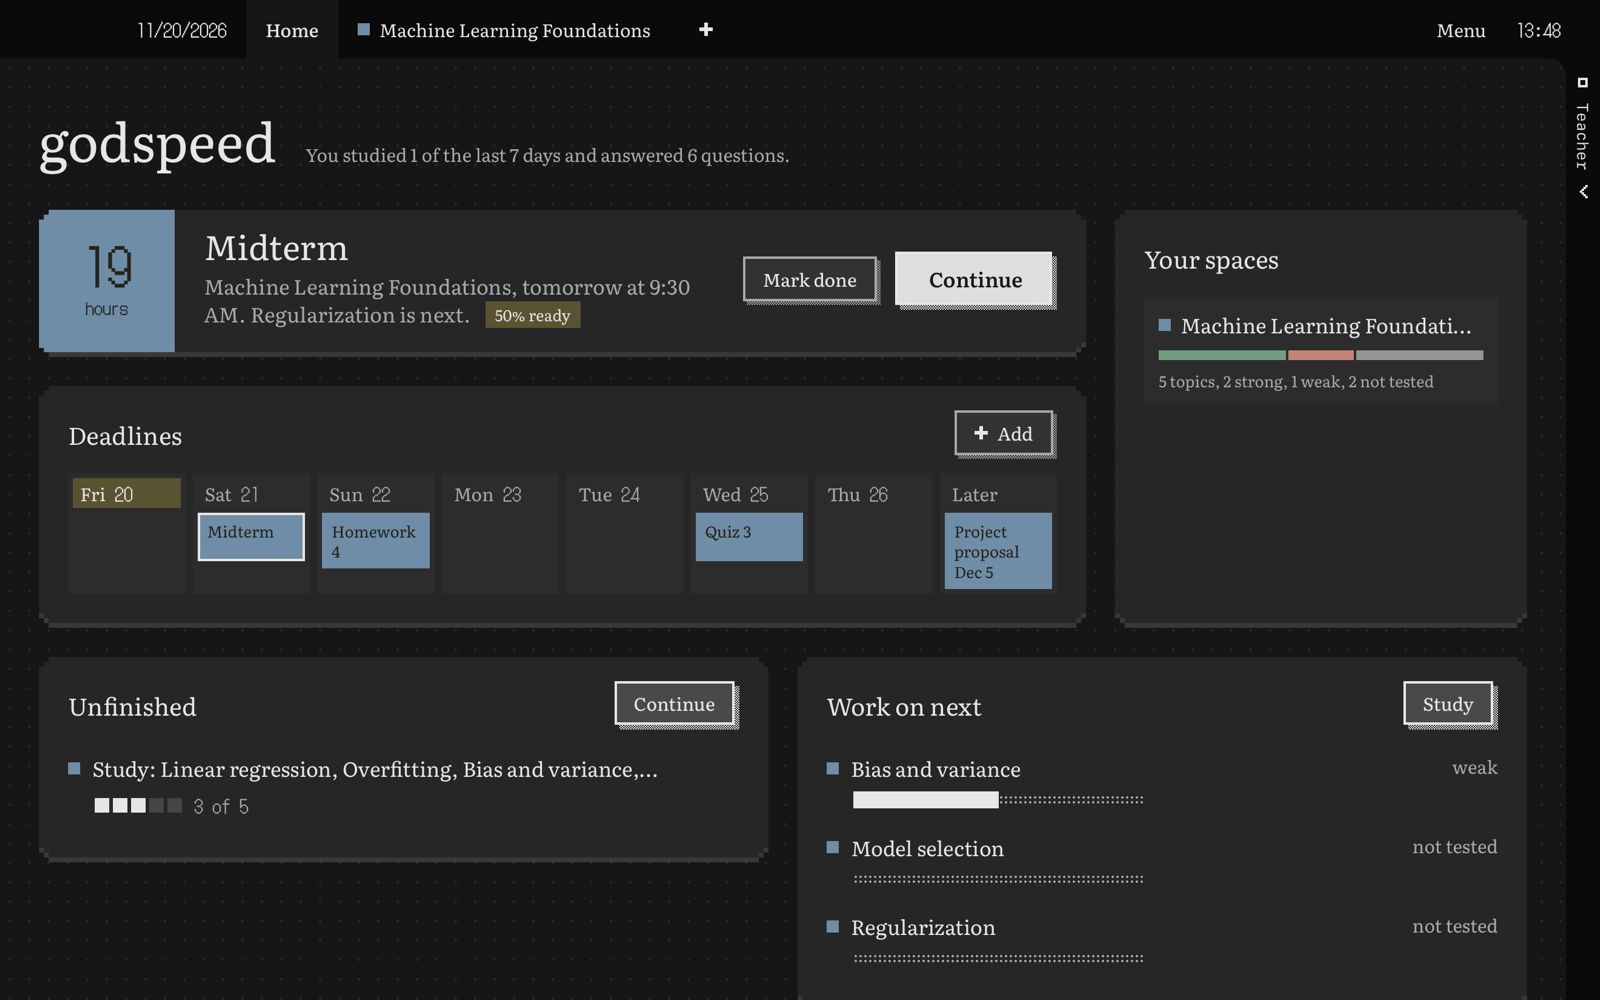 11/20/2026
Home
Machine Learning Foundations
Menu
13:48
Teacher
godspeed
You studied 1 of the last 7 days and answered 6 questions.
19
hours
Midterm
Machine Learning Foundations, tomorrow at 9:30
AM. Regularization is next.
50% ready
Mark done
Continue
Your spaces
Machine Learning Foundati...
5 topics, 2 strong, 1 weak, 2 not tested
Deadlines
+ Add
Fri 20
Sat 21
Sun 22
Mon 23
Tue 24
Wed 25
Thu 26
Later
Midterm
Homework
4
Quiz 3
Project
proposal
Dec 5
Unfinished
Continue
Study: Linear regression, Overfitting, Bias and variance,...
3 of 5
Work on next
Study
Bias and variance
weak
Model selection
not tested
Regularization
not tested